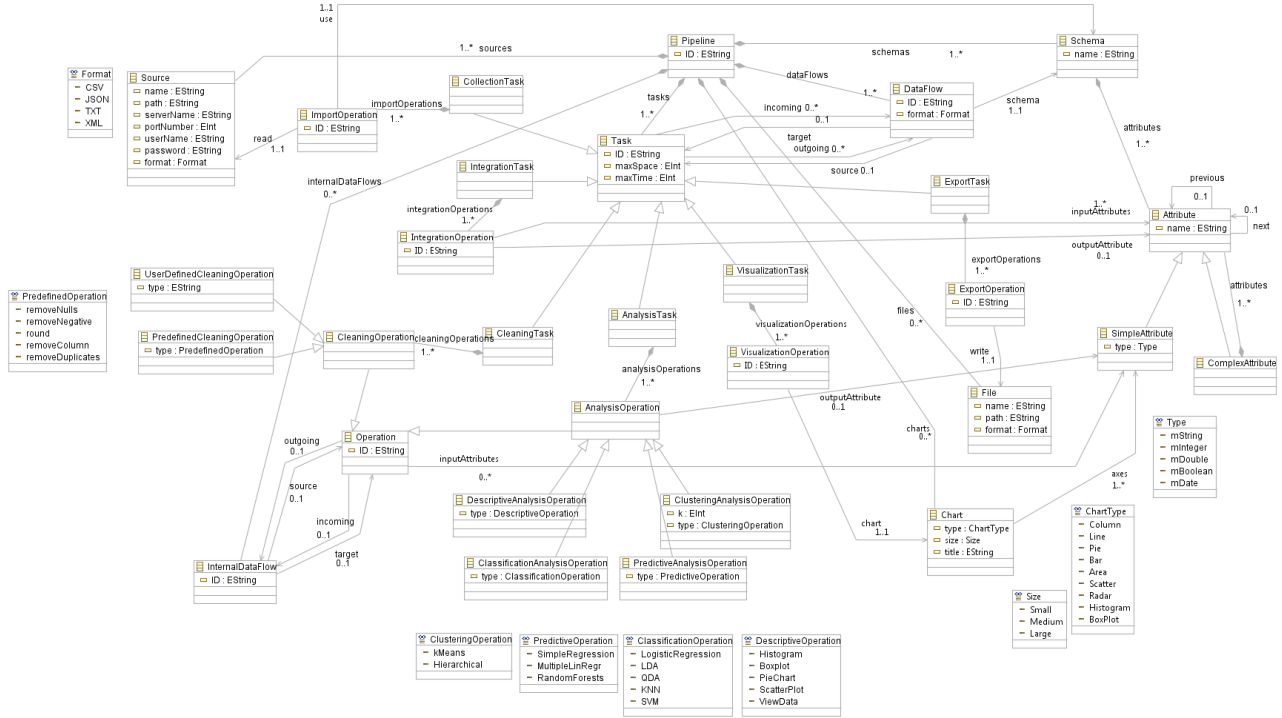 1..1
use
Pipeline
ID : EString
1..* sources
schemas
1..*
Schema
name : EString
Format
CSV
JSON
TXT
XML
Source
name : EString
path : EString
serverName : EString
portNumber : EInt
userName : EString
password : EString
format : Format
ImportOperation
ID : EString
read
1..1
importOperations
1..*
CollectionTask
tasks
1..*
dataFlows
1..*
DataFlow
ID : EString
format : Format
incoming 0..*
0..1
target
outgoing 0..*
source 0..1
schema
1..1
attributes
1..*
Task
ID : EString
maxSpace : EInt
maxTime : EInt
IntegrationTask
integrationOperations
1..*
IntegrationOperation
ID : EString
internalDataFlows
0..*
ExportTask
exportOperations
1..*
ExportOperation
ID : EString
write
1..1
File
name : EString
path : EString
format : Format
files
0..*
previous
0..1
0..1
next
Attribute
name : EString
1..*
inputAttributes
outputAttribute
0..1
attributes
1..*
SimpleAttribute
type : Type
ComplexAttribute
UserDefinedCleaningOperation
type : EString
PredefinedCleaningOperation
type : PredefinedOperation
PredefinedOperation
removeNulls
removeNegative
round
removeColumn
removeDuplicates
CleaningOperation
cleaningOperations
1..*
CleaningTask
AnalysisTask
analysisOperations
1..*
VisualizationTask
visualizationOperations
1..*
VisualizationOperation
ID : EString
AnalysisOperation
outputAttribute
0..1
charts
0..*
Operation
ID : EString
inputAttributes
0..*
outgoing
0..1
source
0..1
incoming
0..1
target
0..1
InternalDataFlow
ID : EString
DescriptiveAnalysisOperation
type : DescriptiveOperation
ClusteringAnalysisOperation
k : EInt
type : ClusteringOperation
ClassificationAnalysisOperation
type : ClassificationOperation
PredictiveAnalysisOperation
type : PredictiveOperation
chart
1..1
Chart
type : ChartType
size : Size
title : EString
axes
1..*
Type
mString
mInteger
mDouble
mBoolean
mDate
ChartType
Column
Line
Pie
Bar
Area
Scatter
Radar
Histogram
BoxPlot
Size
Small
Medium
Large
ClusteringOperation
kMeans
Hierarchical
PredictiveOperation
SimpleRegression
MultipleLinRegr
RandomForests
ClassificationOperation
LogisticRegression
LDA
QDA
KNN
SVM
DescriptiveOperation
Histogram
Boxplot
PieChart
ScatterPlot
ViewData